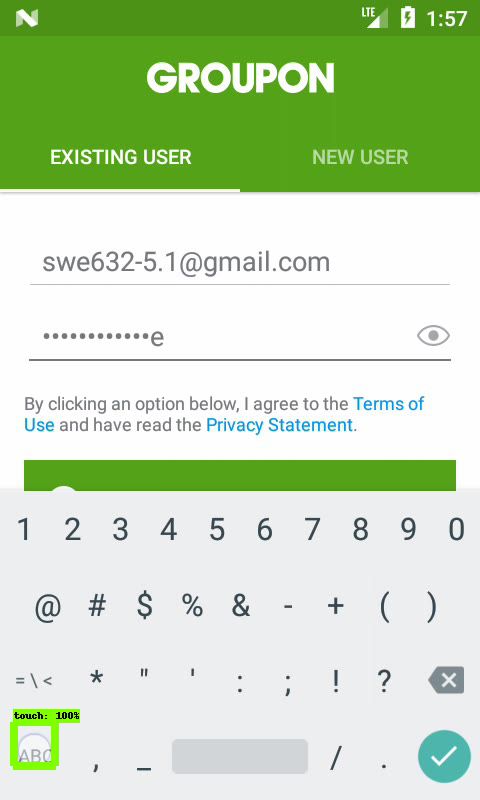 LTE 1:57
GROUPON
EXISTING USER NEW USER
swe632-5.1@gmail.com
••••••••••••e
By clicking an option below, I agree to the Terms of
Use and have read the Privacy Statement.
1 2 3 4 5 6 7 8 9 0
@ # $ % & - + ( )
= \ < * " ' : ; ! ?
touch: 100%
ABC , _ / .